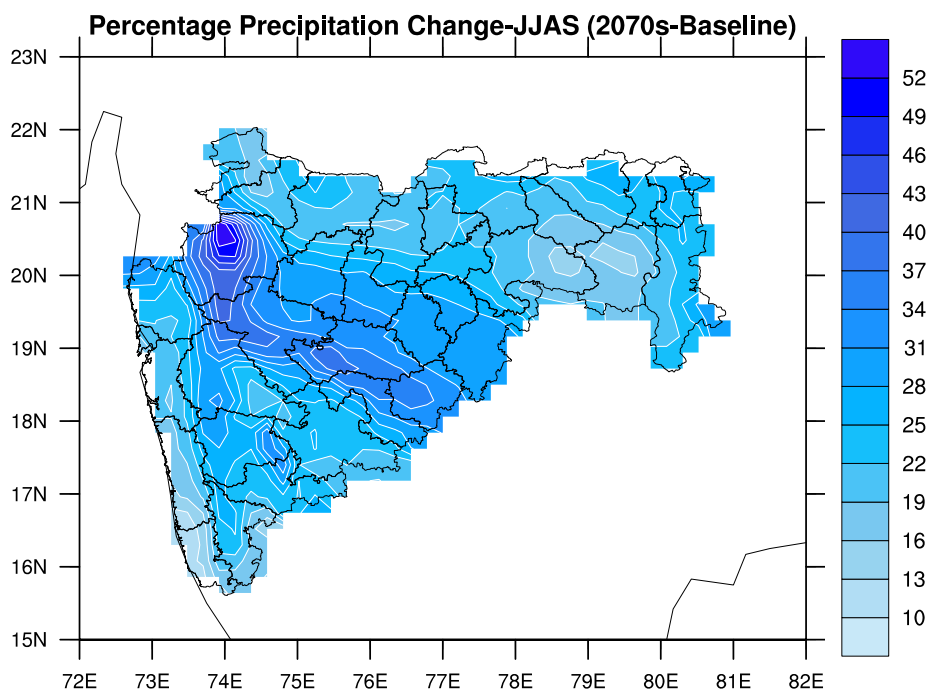 Percentage Precipitation Change-JJAS (2070s-Baseline)
23N
22N
21N
20N
19N
18N
17N
16N
15N
72E 73E 74E 75E 76E 77E 78E 79E 80E 81E 82E
52
49
46
43
40
37
34
31
28
25
22
19
16
13
10